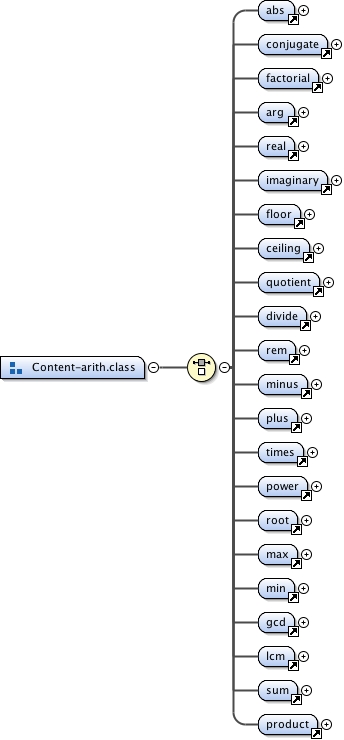 abs
conjugate
factorial
arg
real
imaginary
floor
ceiling
quotient
divide
rem
Content-arith.class
minus
plus
times
power
root
max
min
gcd
lcm
sum
product